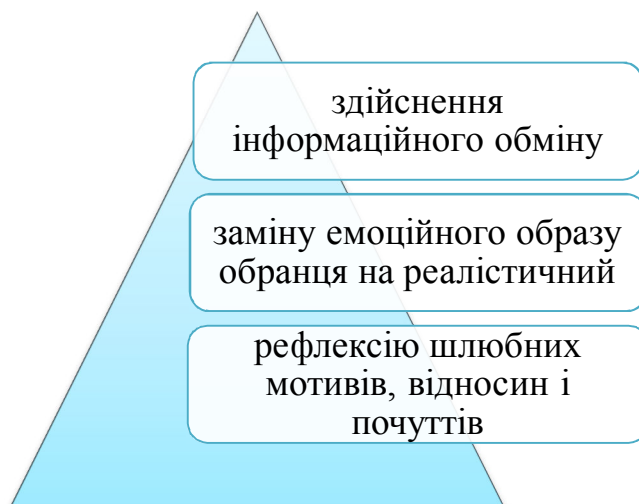 здійснення
інформаційного обміну
заміну емоційного образу
обранця на реалістичний
рефлексію шлюбних
мотивів, відносин і
почуттів